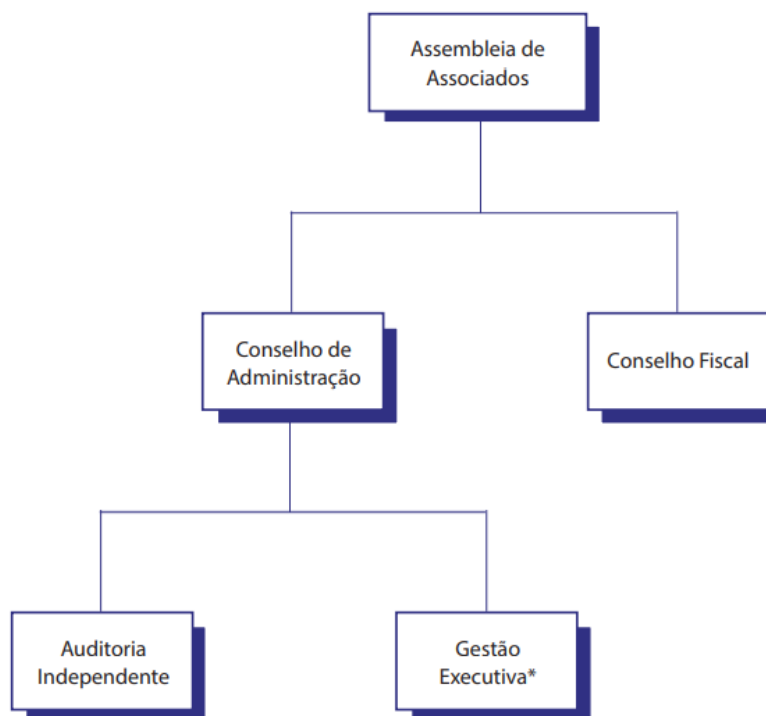 Assembleia de
Associados
Conselho de
Administração
Conselho Fiscal
Auditoria
Independente
Gestão
Executiva*